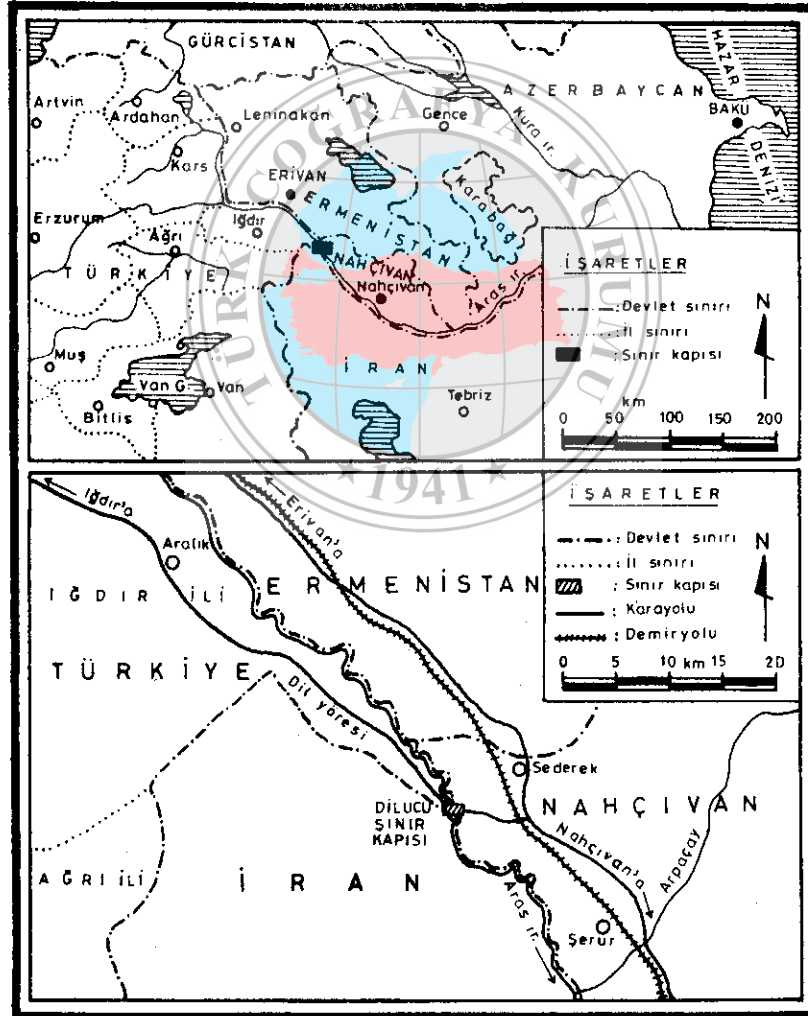 GÜRCİSTAN
AZERBAYCAN
HAZAR
DENİZİ
BAKÜ
Artvin
Ardahan
Leninakan
Gence
Kura ir.
Kars
ERİVAN
ERMENİSTAN
Karabağ
Erzurum
Iğdır
Ağrı
TÜRKİYE
NAHÇIVAN
Nahçıvan
Aras ir.
İRAN
Muş
Van G.
Van
Bitlis
Tebriz
TÜRK COĞRAFYA KURUMU
★ 1941 ★
İŞARETLER
: Devlet sınırı
: İl sınırı
: Sınır kapısı
N
km
0 50 100 150 200
Iğdır'a
Erivan'a
Aralık
ERMENİSTAN
IĞDIR İLİ
TÜRKİYE
Dil yöresi
Sederek
DİLUCU
SINIR
KAPISI
NAHÇIVAN
Nahçıvan'a
Arpaçay
AĞRI İLİ
İRAN
Aras ir.
Şerur
İŞARETLER
: Devlet sınırı
: İl sınırı
: Sınır kapısı
: Karayolu
: Demiryolu
N
0 5 10 km 15 20